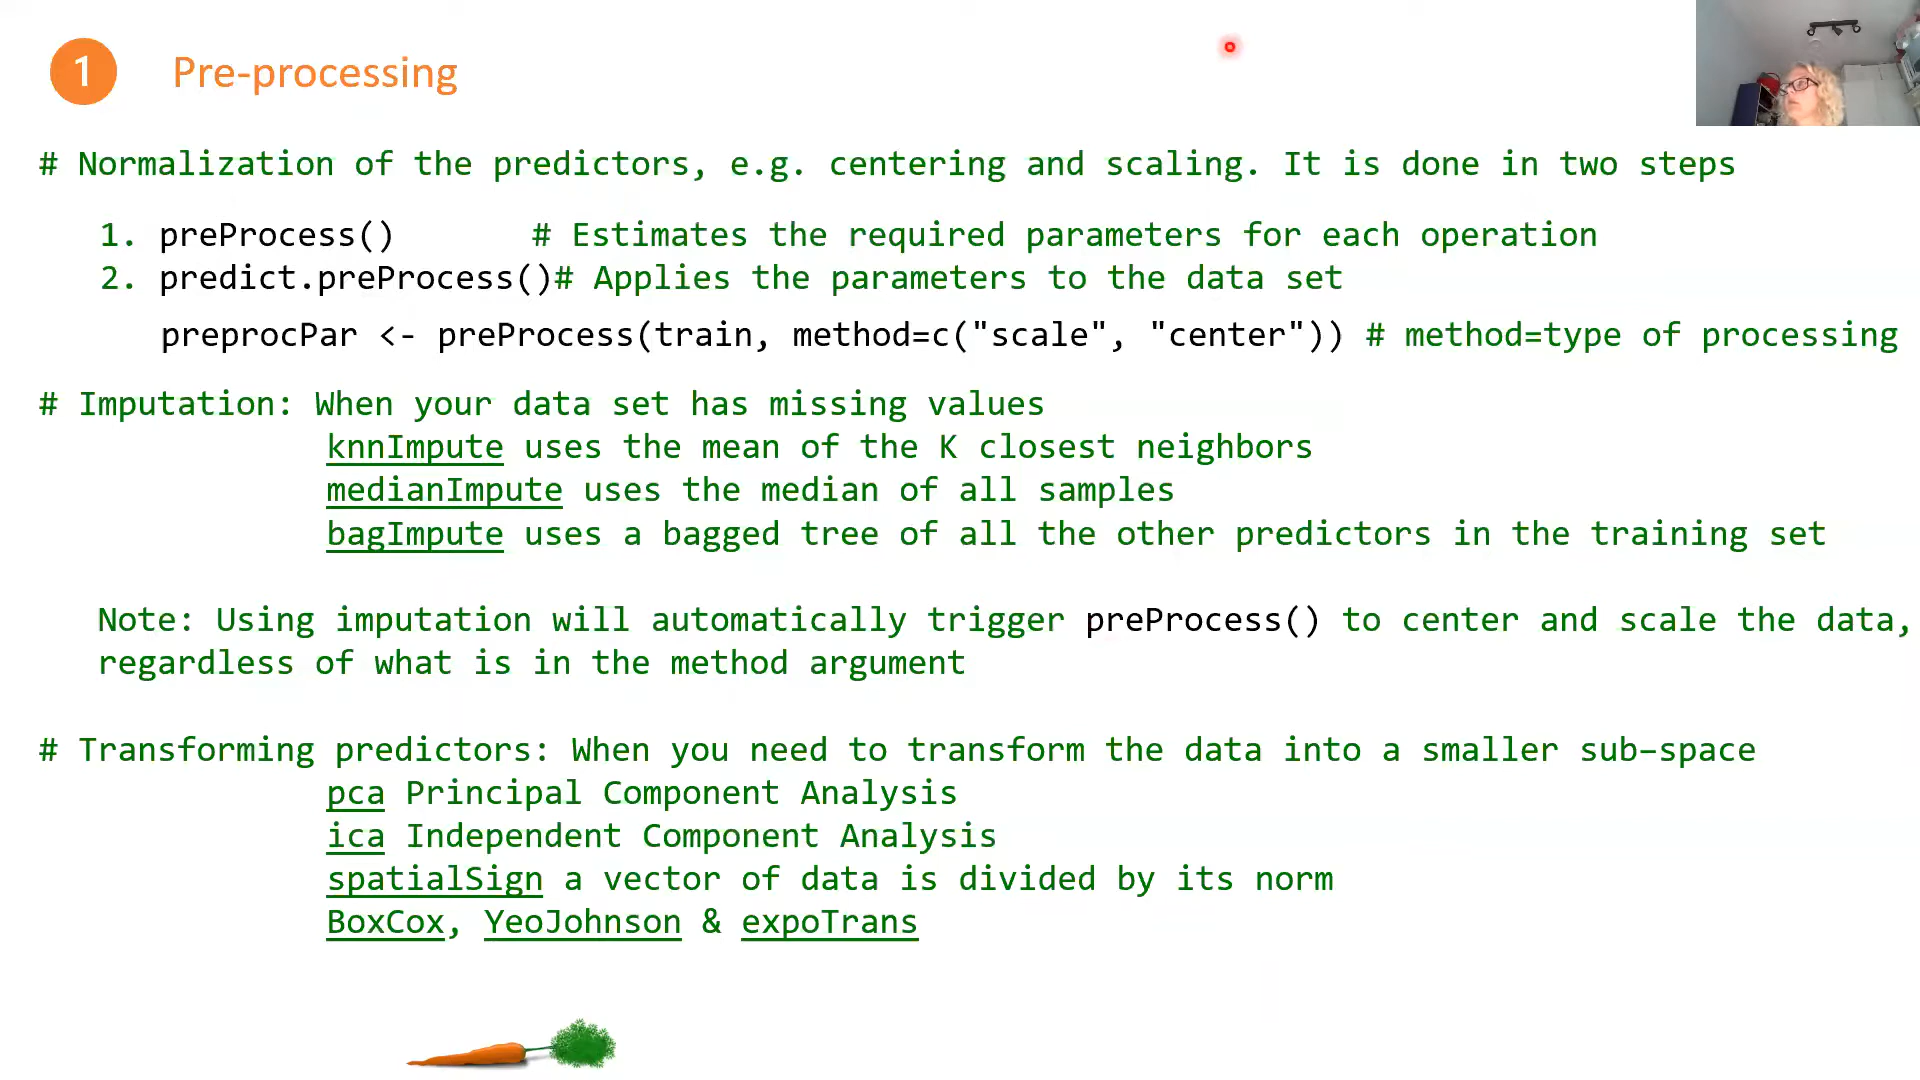 1 Pre-processing
# Normalization of the predictors, e.g. centering and scaling. It is done in two steps
1. preProcess() # Estimates the required parameters for each operation
2. predict.preProcess()# Applies the parameters to the data set
preprocPar <- preProcess(train, method=c("scale", "center")) # method=type of processing
# Imputation: When your data set has missing values
knnImpute uses the mean of the K closest neighbors
medianImpute uses the median of all samples
bagImpute uses a bagged tree of all the other predictors in the training set
Note: Using imputation will automatically trigger preProcess() to center and scale the data,
regardless of what is in the method argument
# Transforming predictors: When you need to transform the data into a smaller sub–space
pca Principal Component Analysis
ica Independent Component Analysis
spatialSign a vector of data is divided by its norm
BoxCox, YeoJohnson & expoTrans